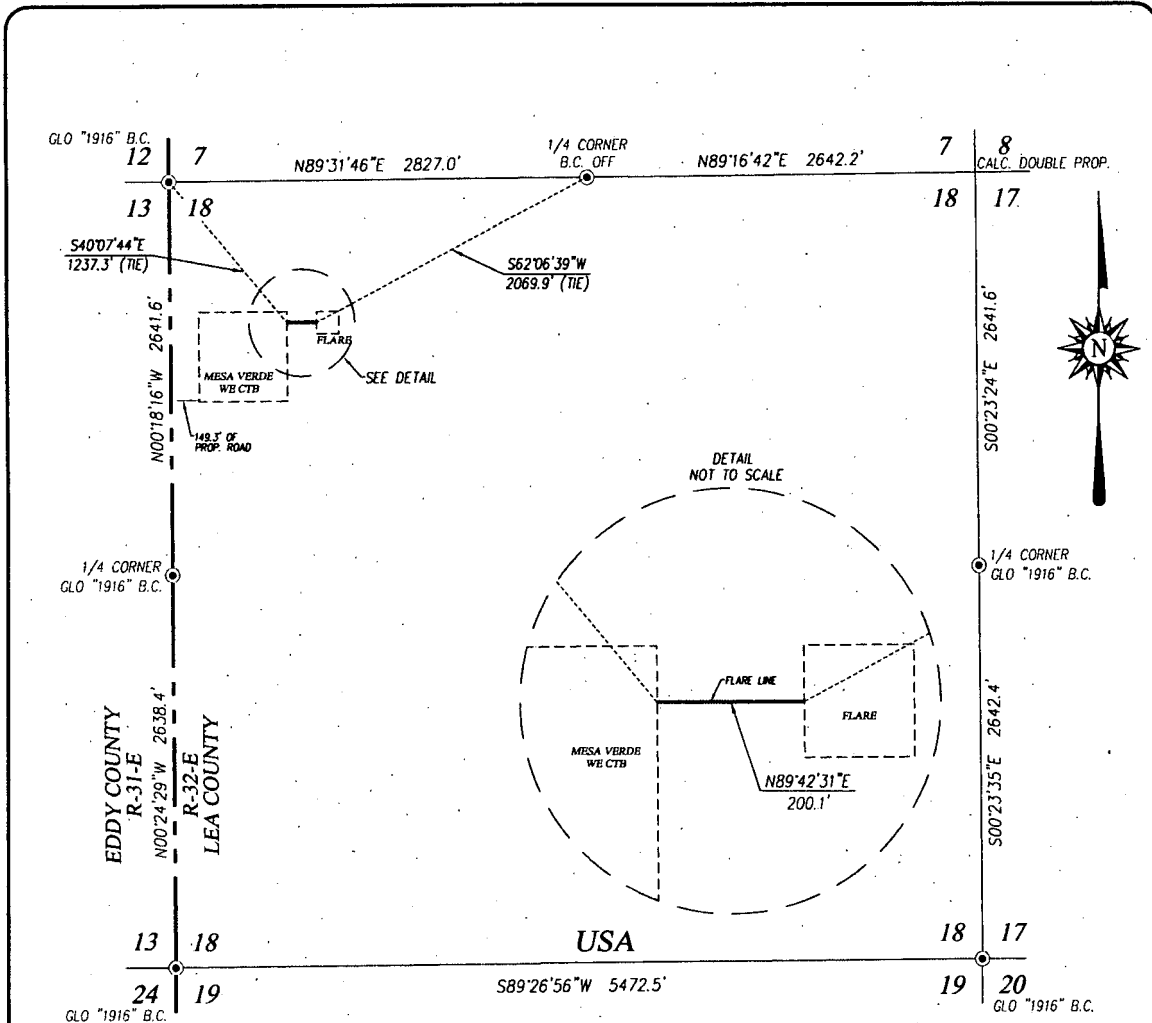 GLO "1916" B.C.
12 7
N89°31'46"E 2827.0'
1/4 CORNER
B.C. OFF
N89°16'42"E 2642.2'
7 8
CALC. DOUBLE PROP.
13 18
18 17
S40°07'44"E
1237.3' (TIE)
S62°06'39"W
2069.9' (TIE)
N00°18'16"W 2641.6'
S00°23'24"E 2641.6'
N
FLARE
MESA VERDE
WE CTB
SEE DETAIL
149.3' OF
PROP. ROAD
DETAIL
NOT TO SCALE
1/4 CORNER
GLO "1916" B.C.
1/4 CORNER
GLO "1916" B.C.
FLARE LINE
FLARE
MESA VERDE
WE CTB
N89°42'31"E
200.1'
EDDY COUNTY
R-31-E
N00°24'29"W 2638.4'
R-32-E
LEA COUNTY
S00°23'35"E 2642.4'
13 18
USA
18 17
S89°26'56"W 5472.5'
24 19
GLO "1916" B.C.
19 20
GLO "1916" B.C.